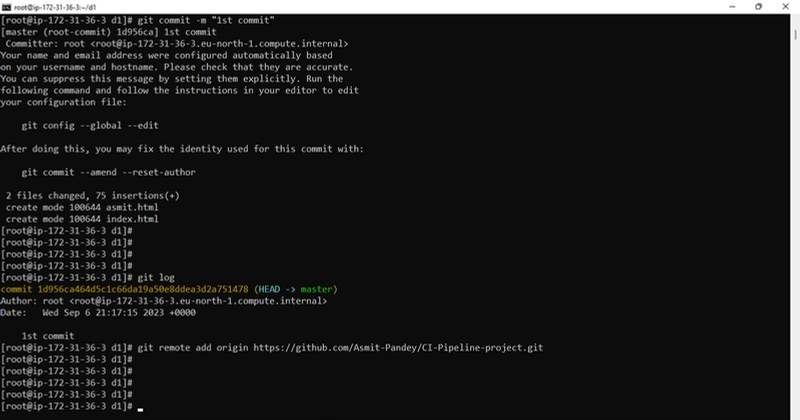 root@ip-172-31-36-3:~/d1
[root@ip-172-31-36-3 d1]# git commit -m "1st commit"
[master (root-commit) 1d956ca] 1st commit
 Committer: root <root@ip-172-31-36-3.eu-north-1.compute.internal>
Your name and email address were configured automatically based
on your username and hostname. Please check that they are accurate.
You can suppress this message by setting them explicitly. Run the
following command and follow the instructions in your editor to edit
your configuration file:

    git config --global --edit

After doing this, you may fix the identity used for this commit with:

    git commit --amend --reset-author

 2 files changed, 75 insertions(+)
 create mode 100644 asmit.html
 create mode 100644 index.html
[root@ip-172-31-36-3 d1]#
[root@ip-172-31-36-3 d1]#
[root@ip-172-31-36-3 d1]#
[root@ip-172-31-36-3 d1]#
[root@ip-172-31-36-3 d1]# git log
commit 1d956ca464d5c1c66da19a50e8ddea3d2a751478 (HEAD -> master)
Author: root <root@ip-172-31-36-3.eu-north-1.compute.internal>
Date:   Wed Sep 6 21:17:15 2023 +0000

    1st commit
[root@ip-172-31-36-3 d1]# git remote add origin https://github.com/Asmit-Pandey/CI-Pipeline-project.git
[root@ip-172-31-36-3 d1]#
[root@ip-172-31-36-3 d1]#
[root@ip-172-31-36-3 d1]#
[root@ip-172-31-36-3 d1]#
[root@ip-172-31-36-3 d1]#